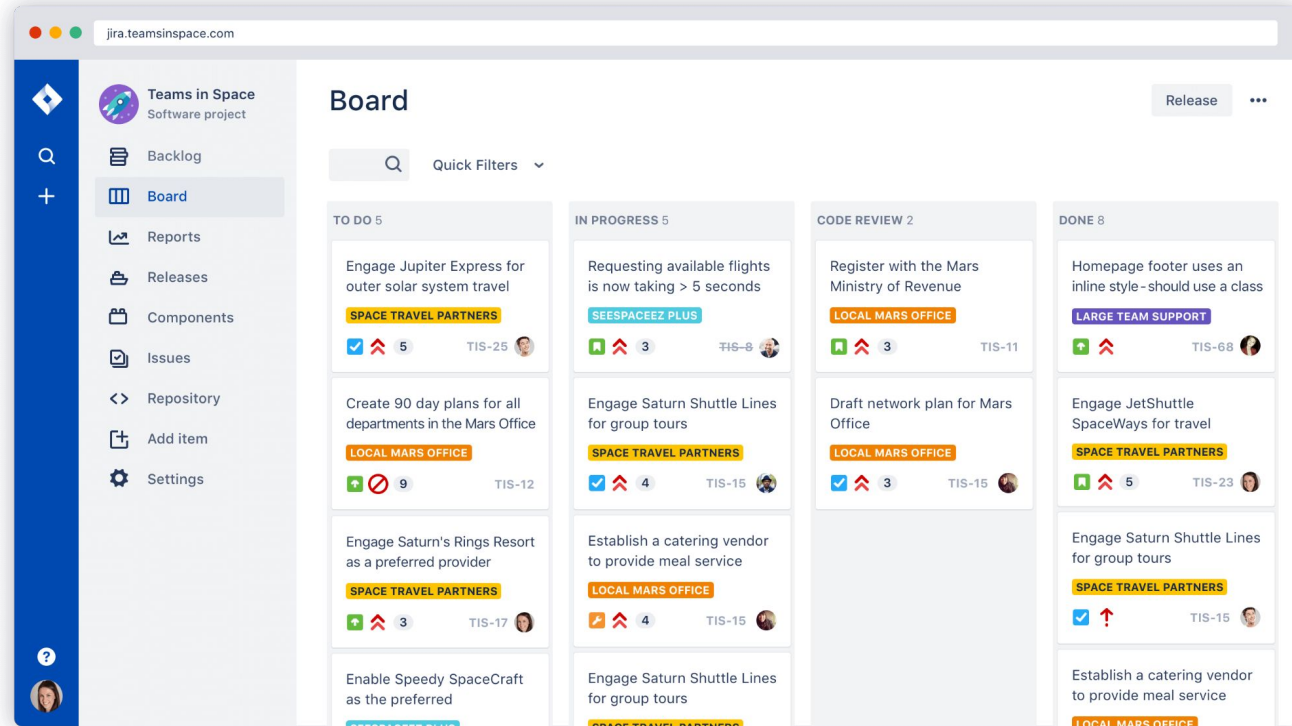 jira.teamsinspace.com
Teams in Space
Software project
Backlog
Board
Reports
Releases
Components
Issues
Repository
Add item
Settings
?
Board
Release
Quick Filters
TO DO 5
Engage Jupiter Express for
outer solar system travel
SPACE TRAVEL PARTNERS
5 TIS-25
Create 90 day plans for all
departments in the Mars Office
LOCAL MARS OFFICE
9 TIS-12
Engage Saturn's Rings Resort
as a preferred provider
SPACE TRAVEL PARTNERS
3 TIS-17
Enable Speedy SpaceCraft
as the preferred
SEESPACEEZ PLUS
IN PROGRESS 5
Requesting available flights
is now taking > 5 seconds
SEESPACEEZ PLUS
3 TIS-8
Engage Saturn Shuttle Lines
for group tours
SPACE TRAVEL PARTNERS
4 TIS-15
Establish a catering vendor
to provide meal service
LOCAL MARS OFFICE
4 TIS-15
Engage Saturn Shuttle Lines
for group tours
SPACE TRAVEL PARTNERS
CODE REVIEW 2
Register with the Mars
Ministry of Revenue
LOCAL MARS OFFICE
3 TIS-11
Draft network plan for Mars
Office
LOCAL MARS OFFICE
3 TIS-15
DONE 8
Homepage footer uses an
inline style - should use a class
LARGE TEAM SUPPORT
TIS-68
Engage JetShuttle
SpaceWays for travel
SPACE TRAVEL PARTNERS
5 TIS-23
Engage Saturn Shuttle Lines
for group tours
SPACE TRAVEL PARTNERS
TIS-15
Establish a catering vendor
to provide meal service
LOCAL MARS OFFICE